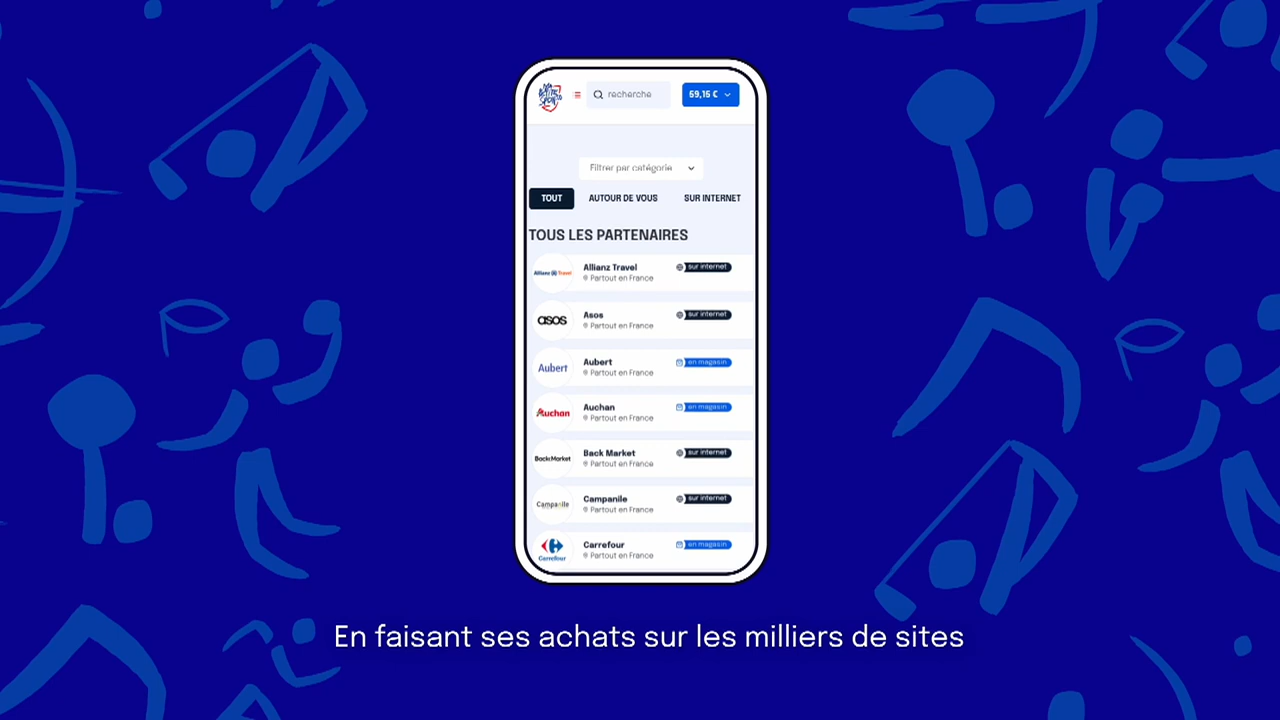 recherche
59,15 €
Filtrer par catégorie
TOUT
AUTOUR DE VOUS
SUR INTERNET
TOUS LES PARTENAIRES
Allianz Travel
Allianz Travel
sur internet
Partout en France
asos
Asos
sur internet
Partout en France
Aubert
Aubert
en magasin
Partout en France
Auchan
Auchan
en magasin
Partout en France
BackMarket
Back Market
sur internet
Partout en France
Campanile
Campanile
sur internet
Partout en France
Carrefour
Carrefour
en magasin
Partout en France
En faisant ses achats sur les milliers de sites